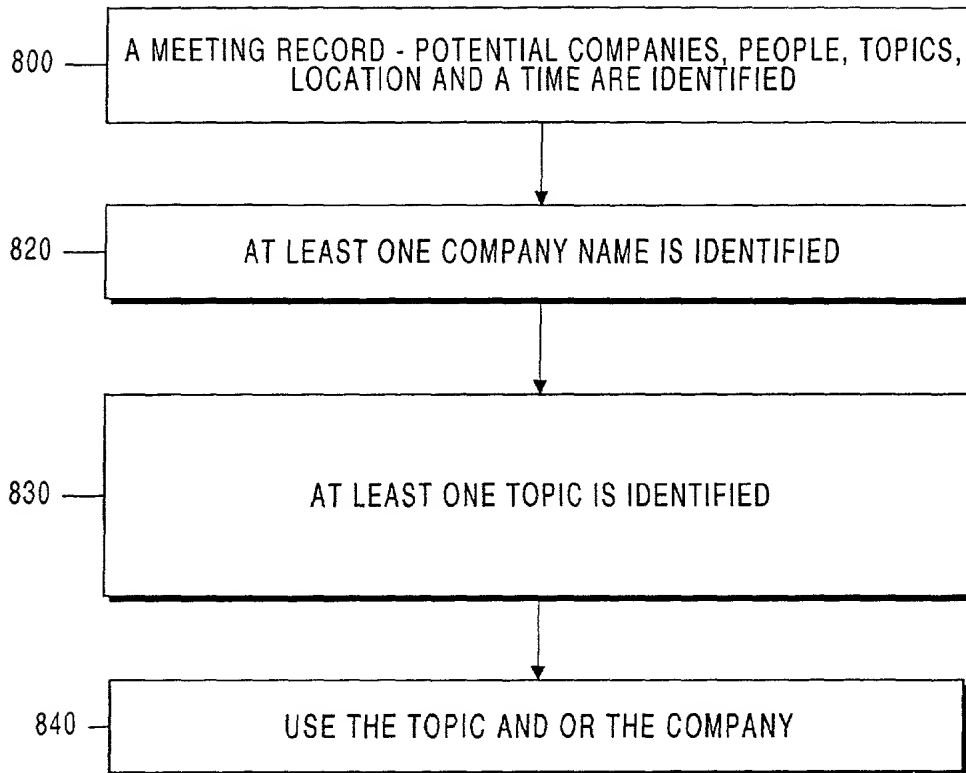 800
A MEETING RECORD - POTENTIAL COMPANIES, PEOPLE, TOPICS,
LOCATION AND A TIME ARE IDENTIFIED
820
AT LEAST ONE COMPANY NAME IS IDENTIFIED
830
AT LEAST ONE TOPIC IS IDENTIFIED
840
USE THE TOPIC AND OR THE COMPANY